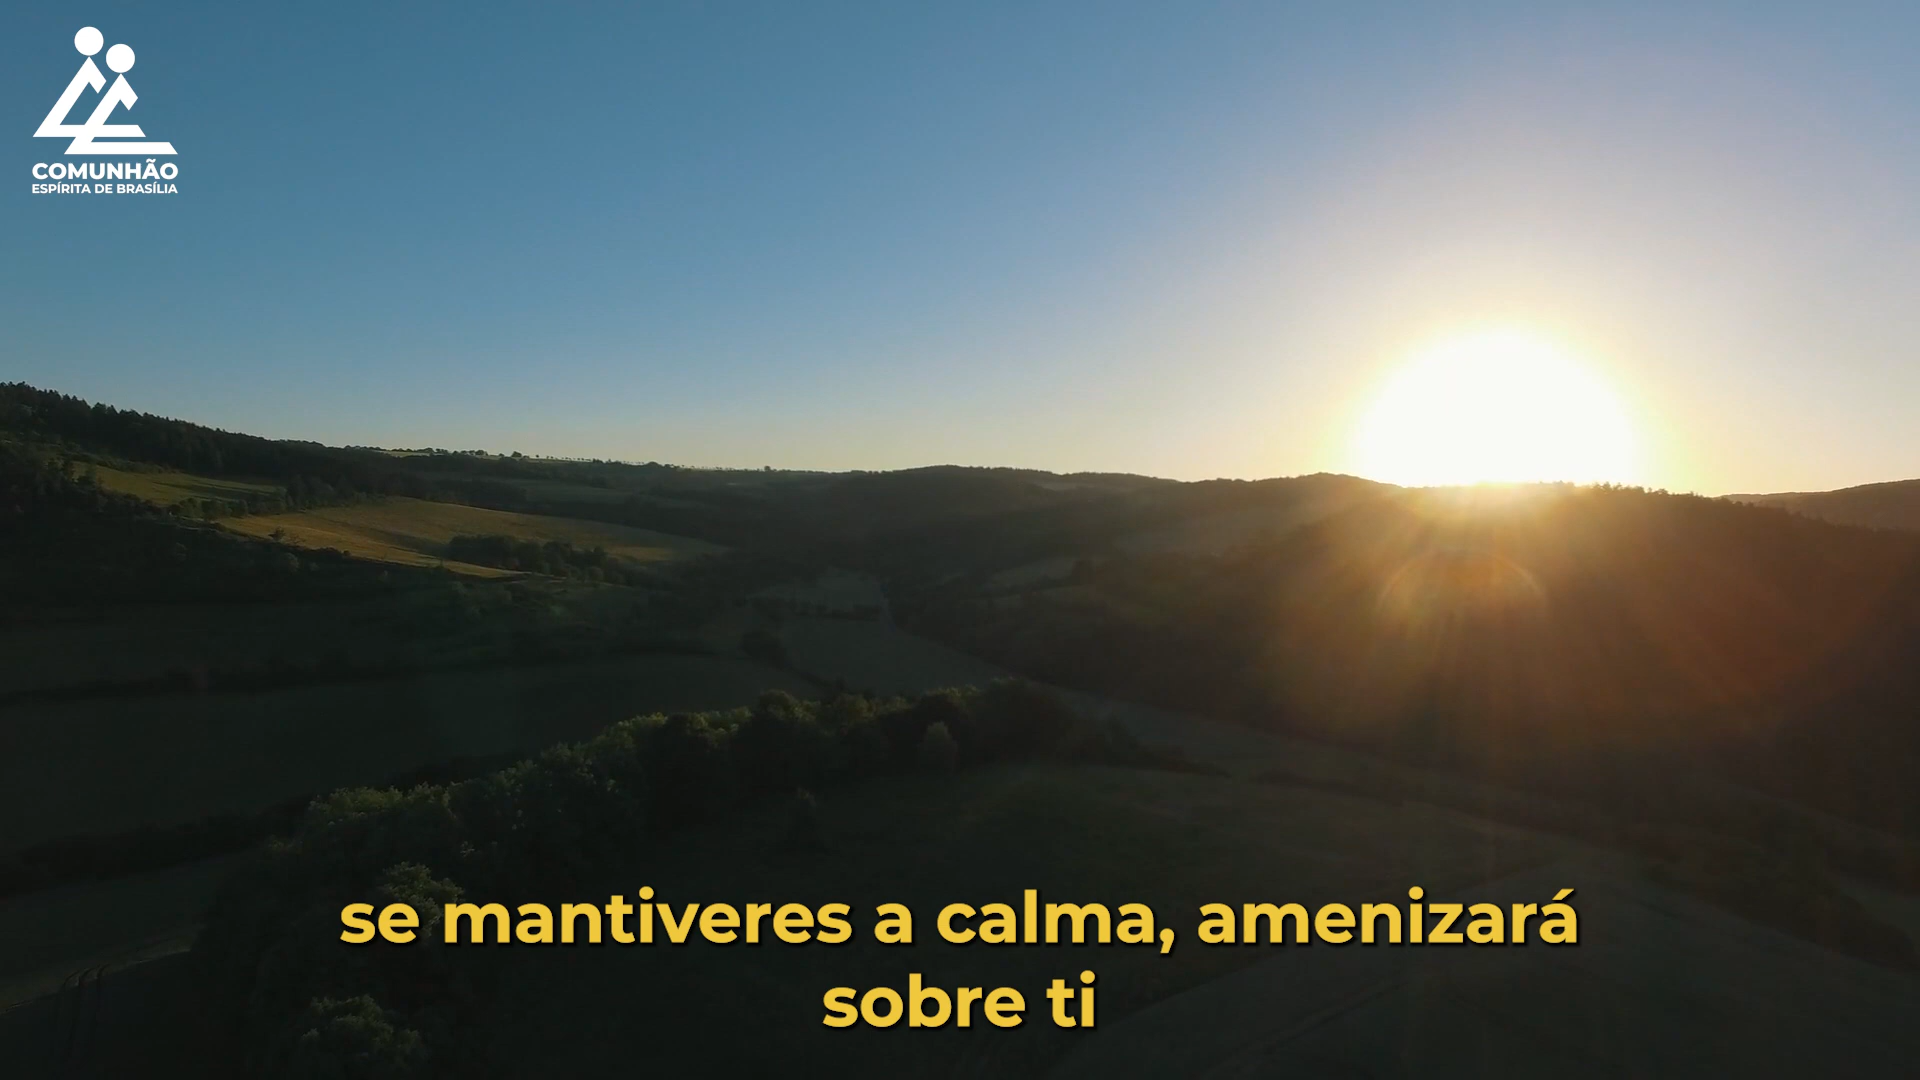 COMUNHÃO
ESPÍRITA DE BRASÍLIA
se mantiveres a calma, amenizará
sobre ti